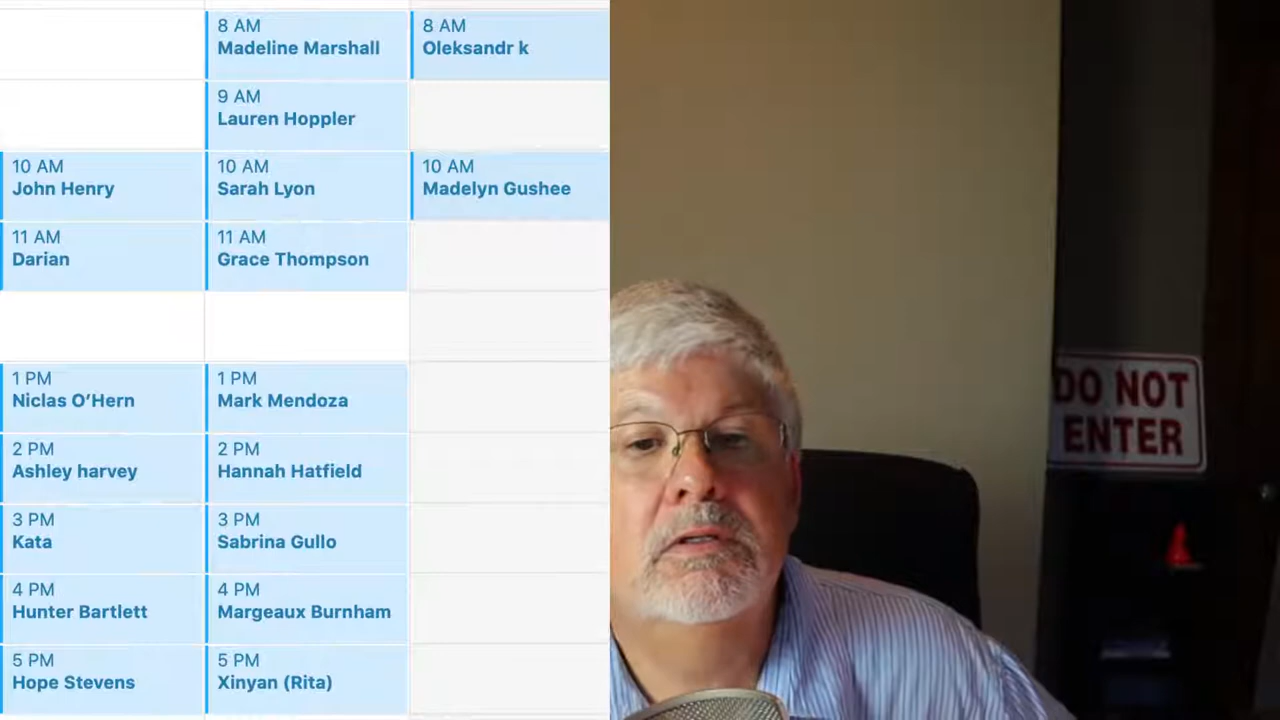 8 AM
Madeline Marshall
8 AM
Oleksandr k
9 AM
Lauren Hoppler
10 AM
John Henry
10 AM
Sarah Lyon
10 AM
Madelyn Gushee
11 AM
Darian
11 AM
Grace Thompson
1 PM
Niclas O’Hern
1 PM
Mark Mendoza
2 PM
Ashley harvey
2 PM
Hannah Hatfield
3 PM
Kata
3 PM
Sabrina Gullo
4 PM
Hunter Bartlett
4 PM
Margeaux Burnham
5 PM
Hope Stevens
5 PM
Xinyan (Rita)
DO NOT
ENTER